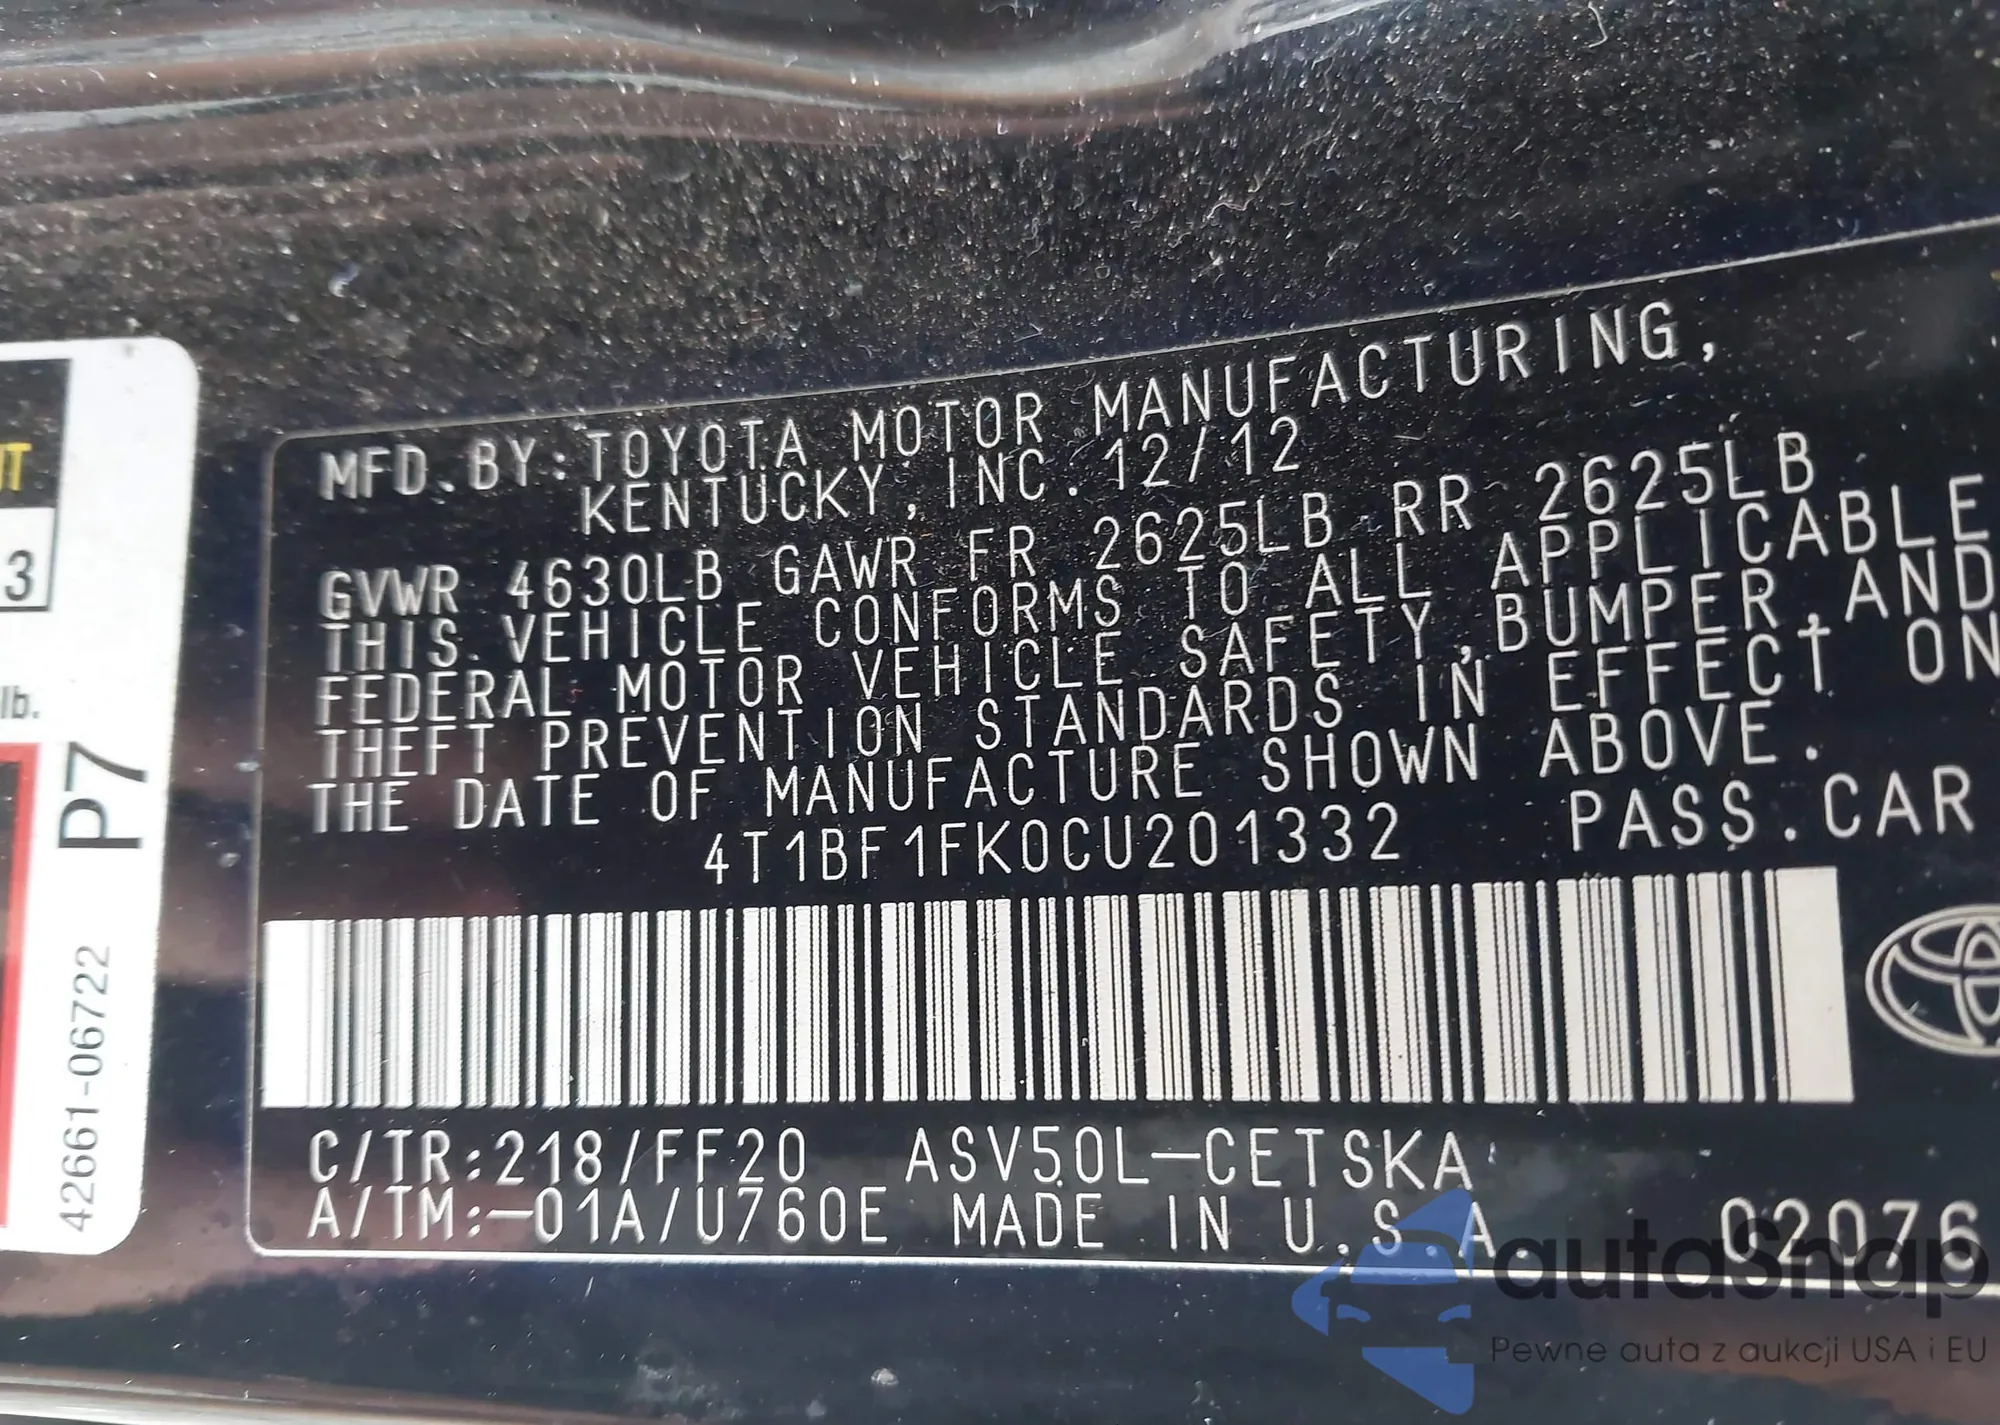 MFD.BY:TOYOTA MOTOR MANUFACTURING,
KENTUCKY, INC. 12/12
GVWR 4630LB GAWR FR 2625LB RR 2625LB
THIS VEHICLE CONFORMS TO ALL APPLICABLE
FEDERAL MOTOR VEHICLE SAFETY,BUMPER,AND
THEFT PREVENTION STANDARDS IN EFFECT ON
THE DATE OF MANUFACTURE SHOWN ABOVE.
4T1BF1FK0CU201332 PASS.CAR
C/TR:218/FF20 ASV50L-CETSKA
A/TM:-01A/U760E MADE IN U.S.A. 02076
3
lb.
P7
42661-06722
autaSnap
Pewne auta z aukcji USA i EU